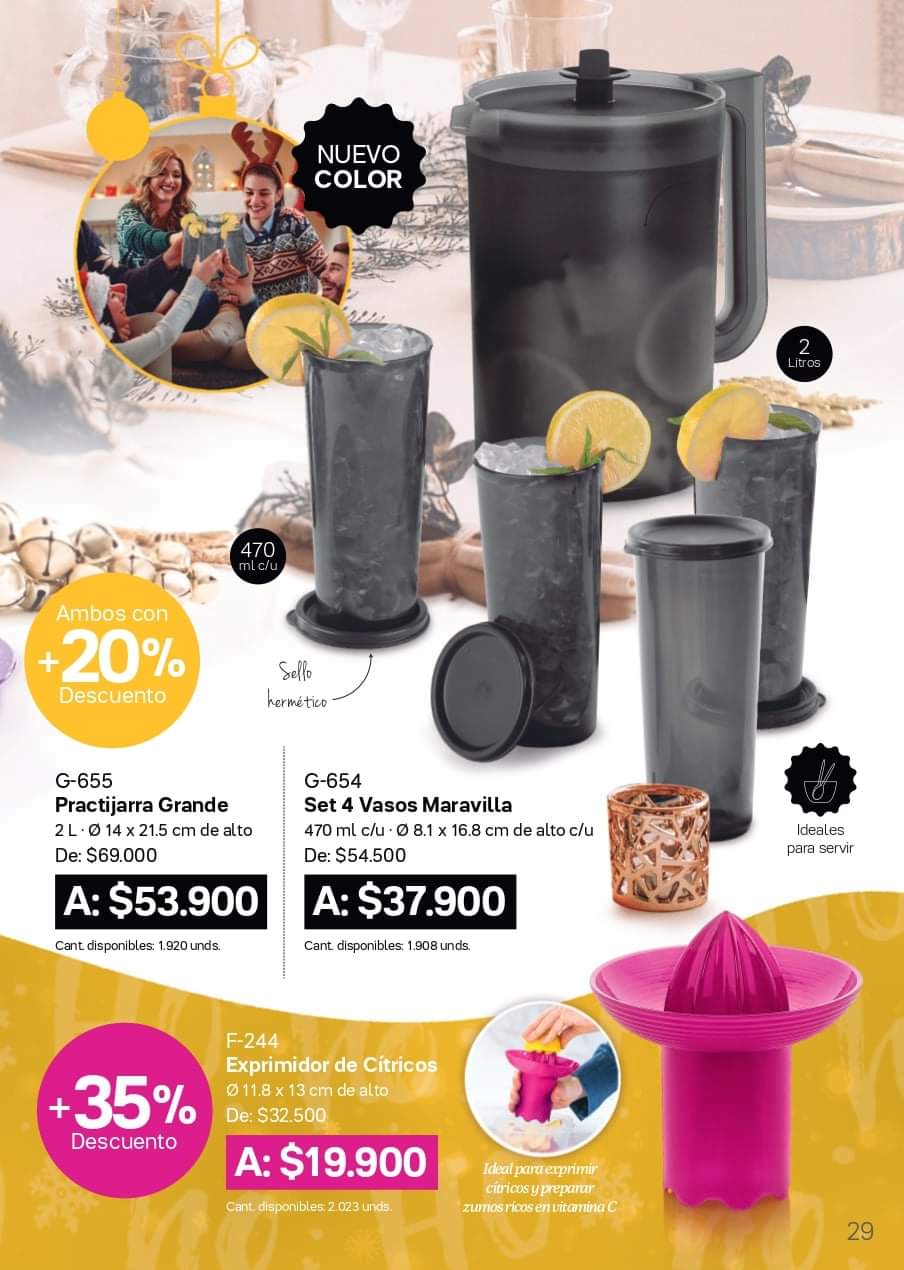 NUEVO
COLOR
2
Litros
470
ml c/u
Ambos con
+20%
Descuento
Sello
hermético
G-655
Practijarra Grande
2 L · Ø 14 x 21.5 cm de alto
De: $69.000
A: $53.900
Cant. disponibles: 1.920 unds.
G-654
Set 4 Vasos Maravilla
470 ml c/u · Ø 8.1 x 16.8 cm de alto c/u
De: $54.500
A: $37.900
Cant. disponibles: 1.908 unds.
Ideales
para servir
+35%
Descuento
F-244
Exprimidor de Cítricos
Ø 11.8 x 13 cm de alto
De: $32.500
A: $19.900
Cant. disponibles: 2.023 unds.
Ideal para exprimir
cítricos y preparar
zumos ricos en vitamina C
29